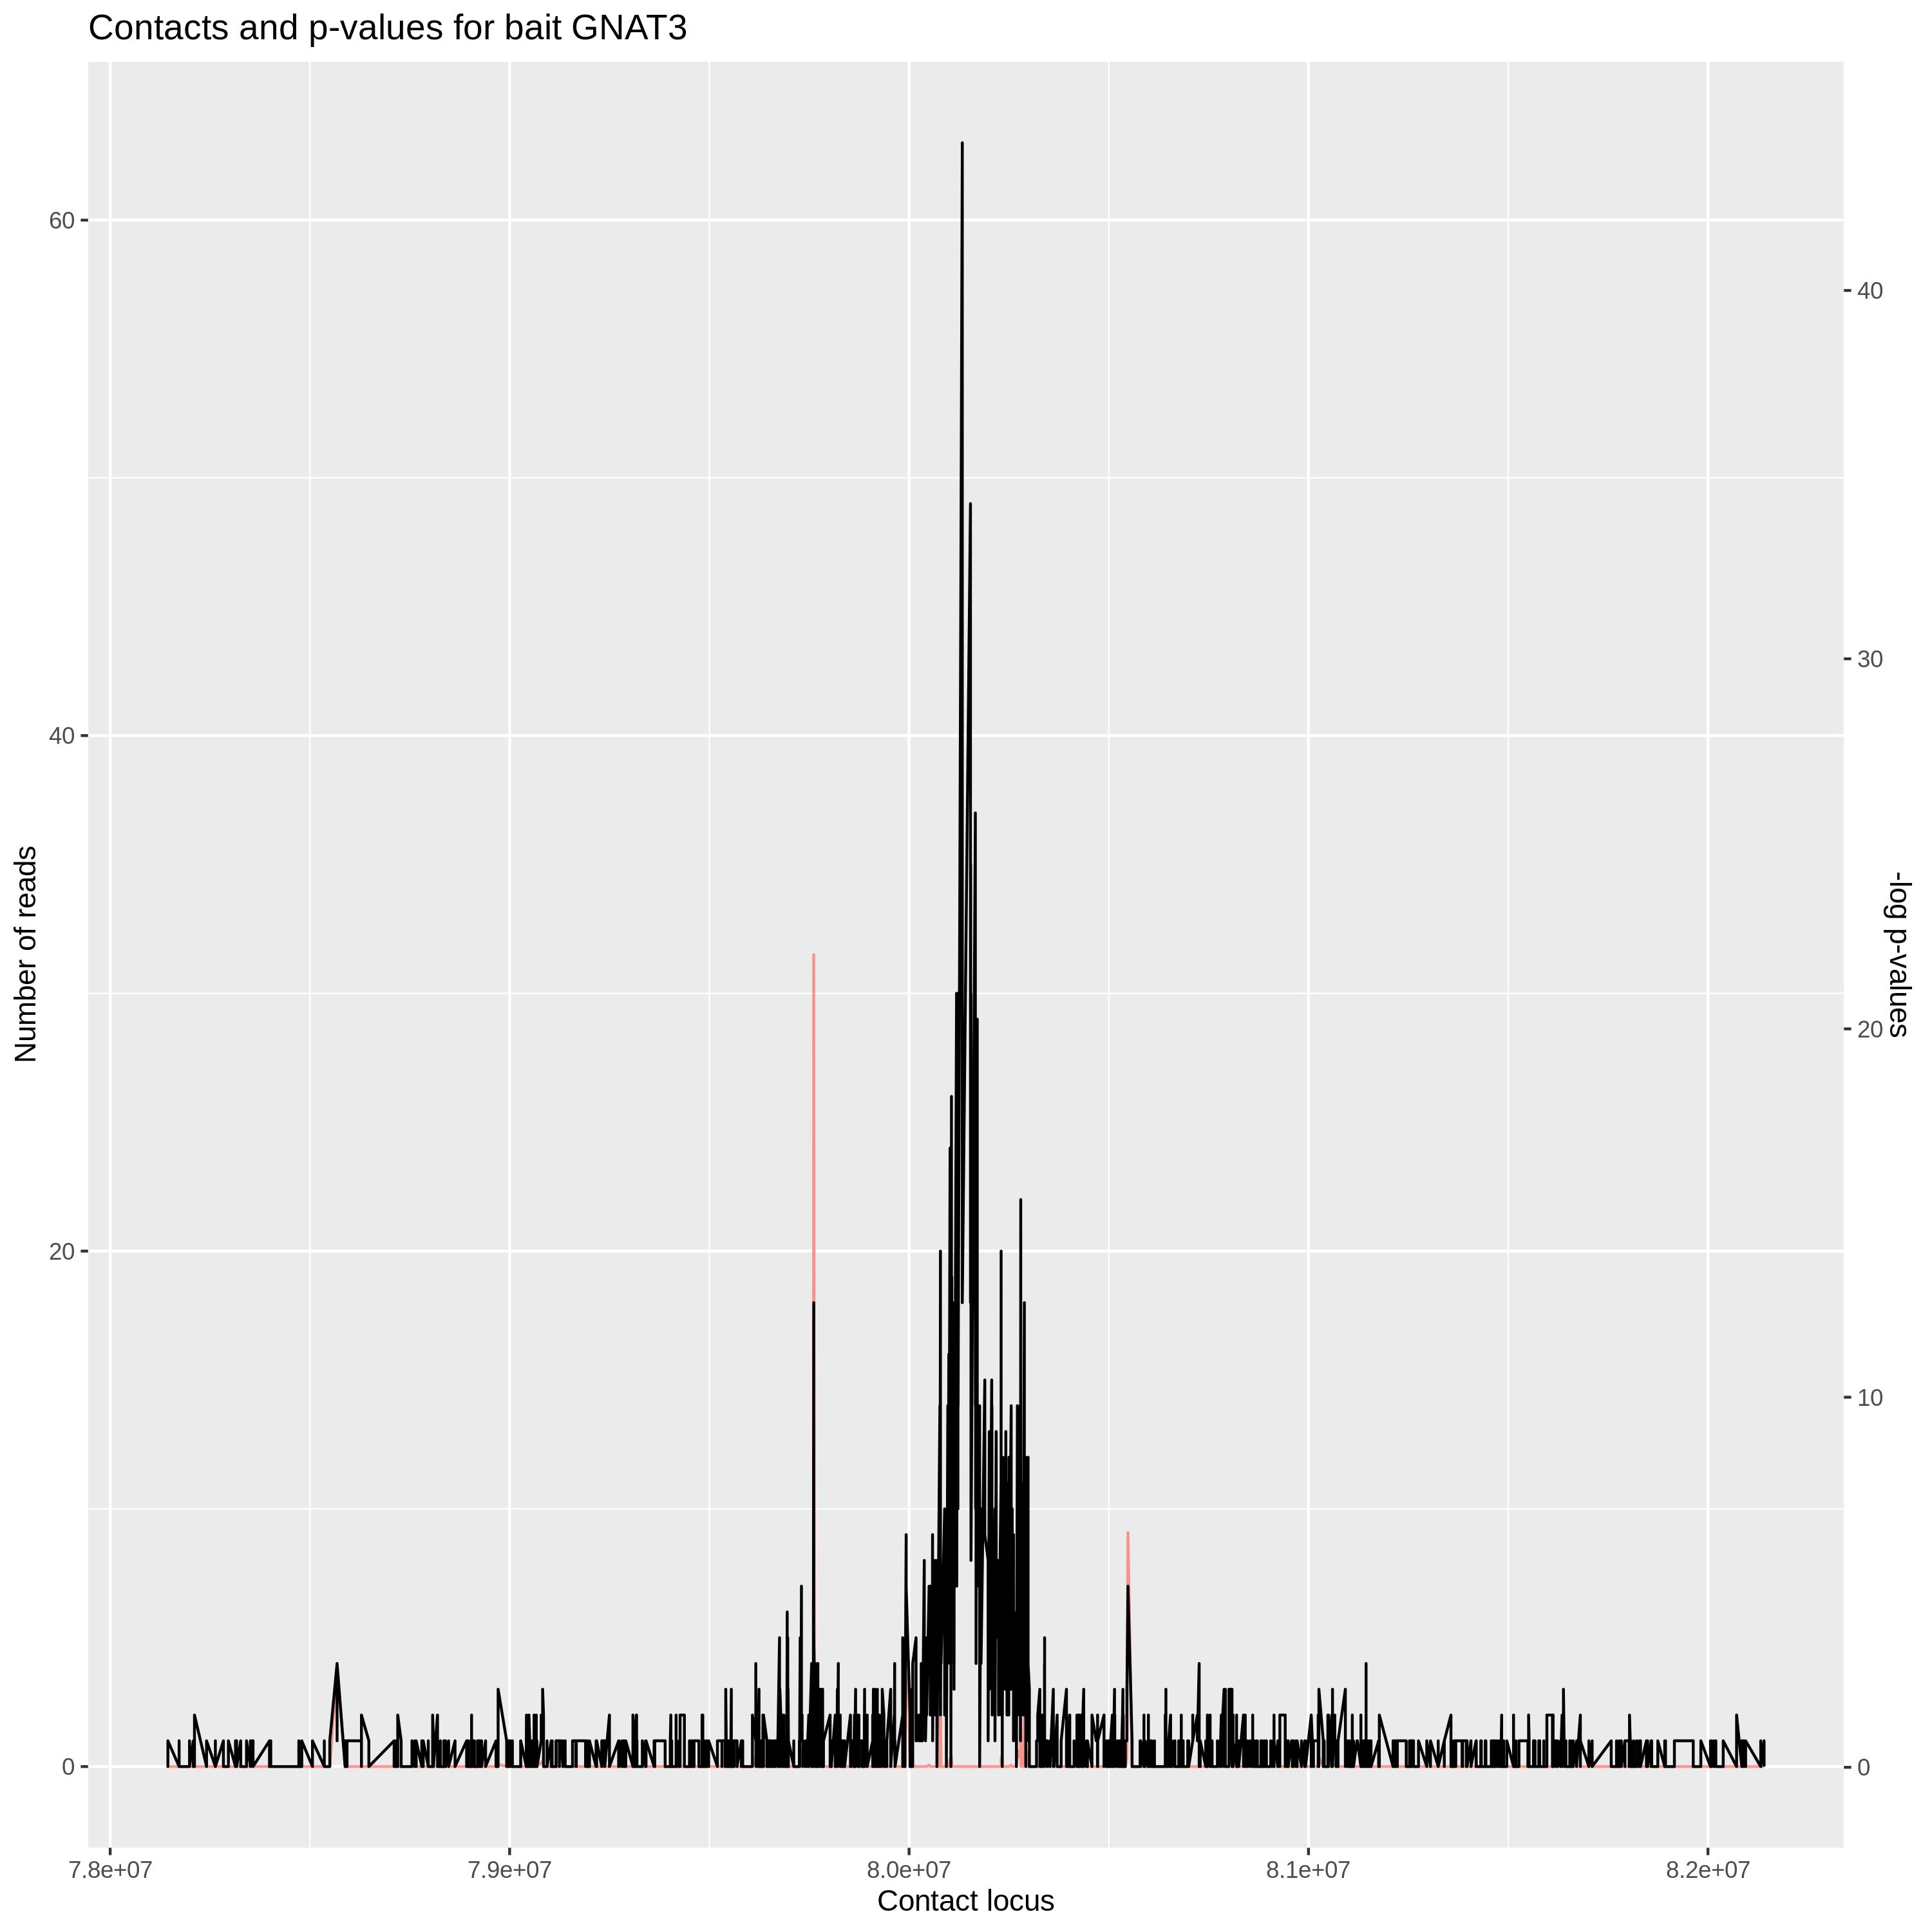 Contacts and p-values for bait GNAT3
60
40
20
0
Number of reads
40
30
20
10
0
-log p-values
7.8e+07 7.9e+07 8.0e+07 8.1e+07 8.2e+07
Contact locus